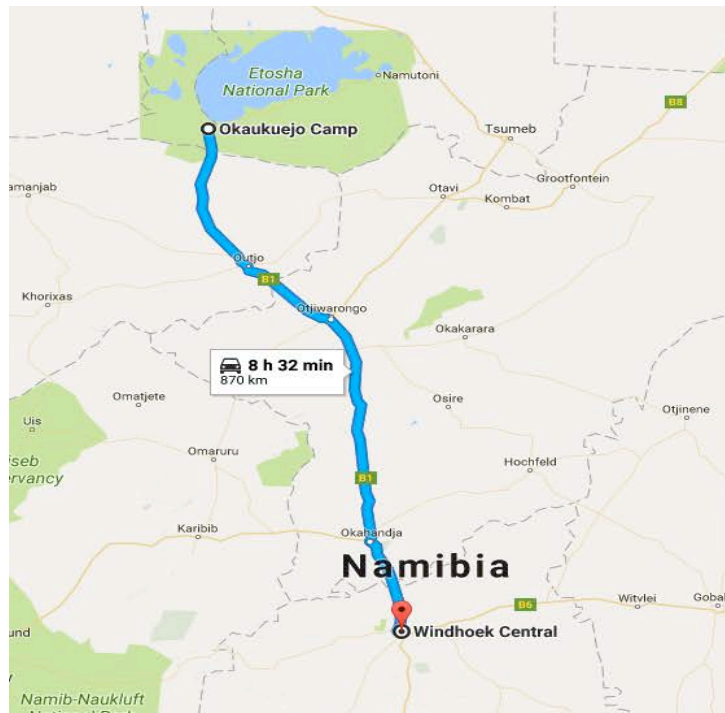 Etosha
National Park
Namutoni
B8
Okaukuejo Camp
Tsumeb
amanjab
Otavi
Grootfontein
Kombat
Outjo
B1
Khorixas
Otjiwarongo
Okakarara
8 h 32 min
870 km
Omatjete
Osire
Otjinene
Uis
Omaruru
iseb
ervancy
Hochfeld
B1
Karibib
Okahandja
Namibia
B6
Witvlei
Gobal
und
Windhoek Central
Namib-Naukluft